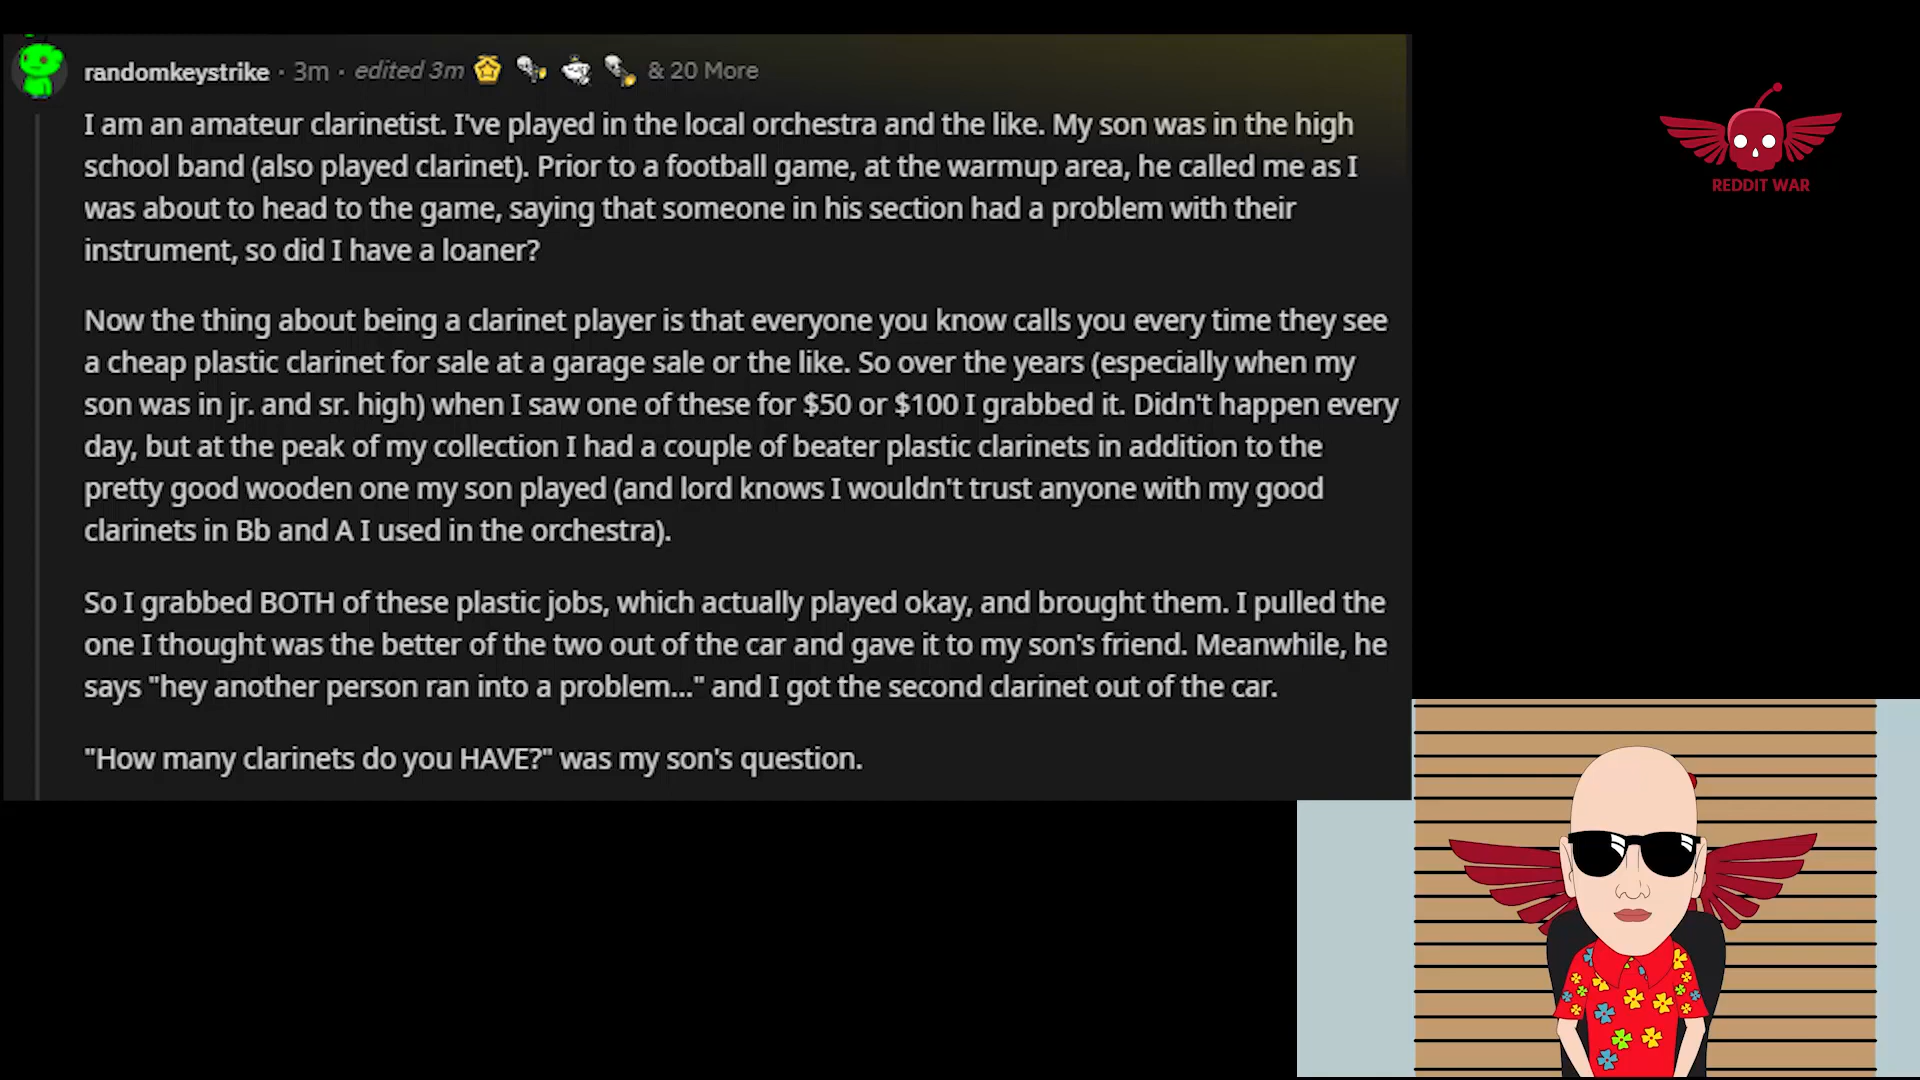 randomkeystrike · 3m · edited 3m & 20 More
I am an amateur clarinetist. I've played in the local orchestra and the like. My son was in the high
school band (also played clarinet). Prior to a football game, at the warmup area, he called me as I
was about to head to the game, saying that someone in his section had a problem with their
instrument, so did I have a loaner?
Now the thing about being a clarinet player is that everyone you know calls you every time they see
a cheap plastic clarinet for sale at a garage sale or the like. So over the years (especially when my
son was in jr. and sr. high) when I saw one of these for $50 or $100 I grabbed it. Didn't happen every
day, but at the peak of my collection I had a couple of beater plastic clarinets in addition to the
pretty good wooden one my son played (and lord knows I wouldn't trust anyone with my good
clarinets in Bb and A I used in the orchestra).
So I grabbed BOTH of these plastic jobs, which actually played okay, and brought them. I pulled the
one I thought was the better of the two out of the car and gave it to my son's friend. Meanwhile, he
says "hey another person ran into a problem..." and I got the second clarinet out of the car.
"How many clarinets do you HAVE?" was my son's question.
REDDIT WAR